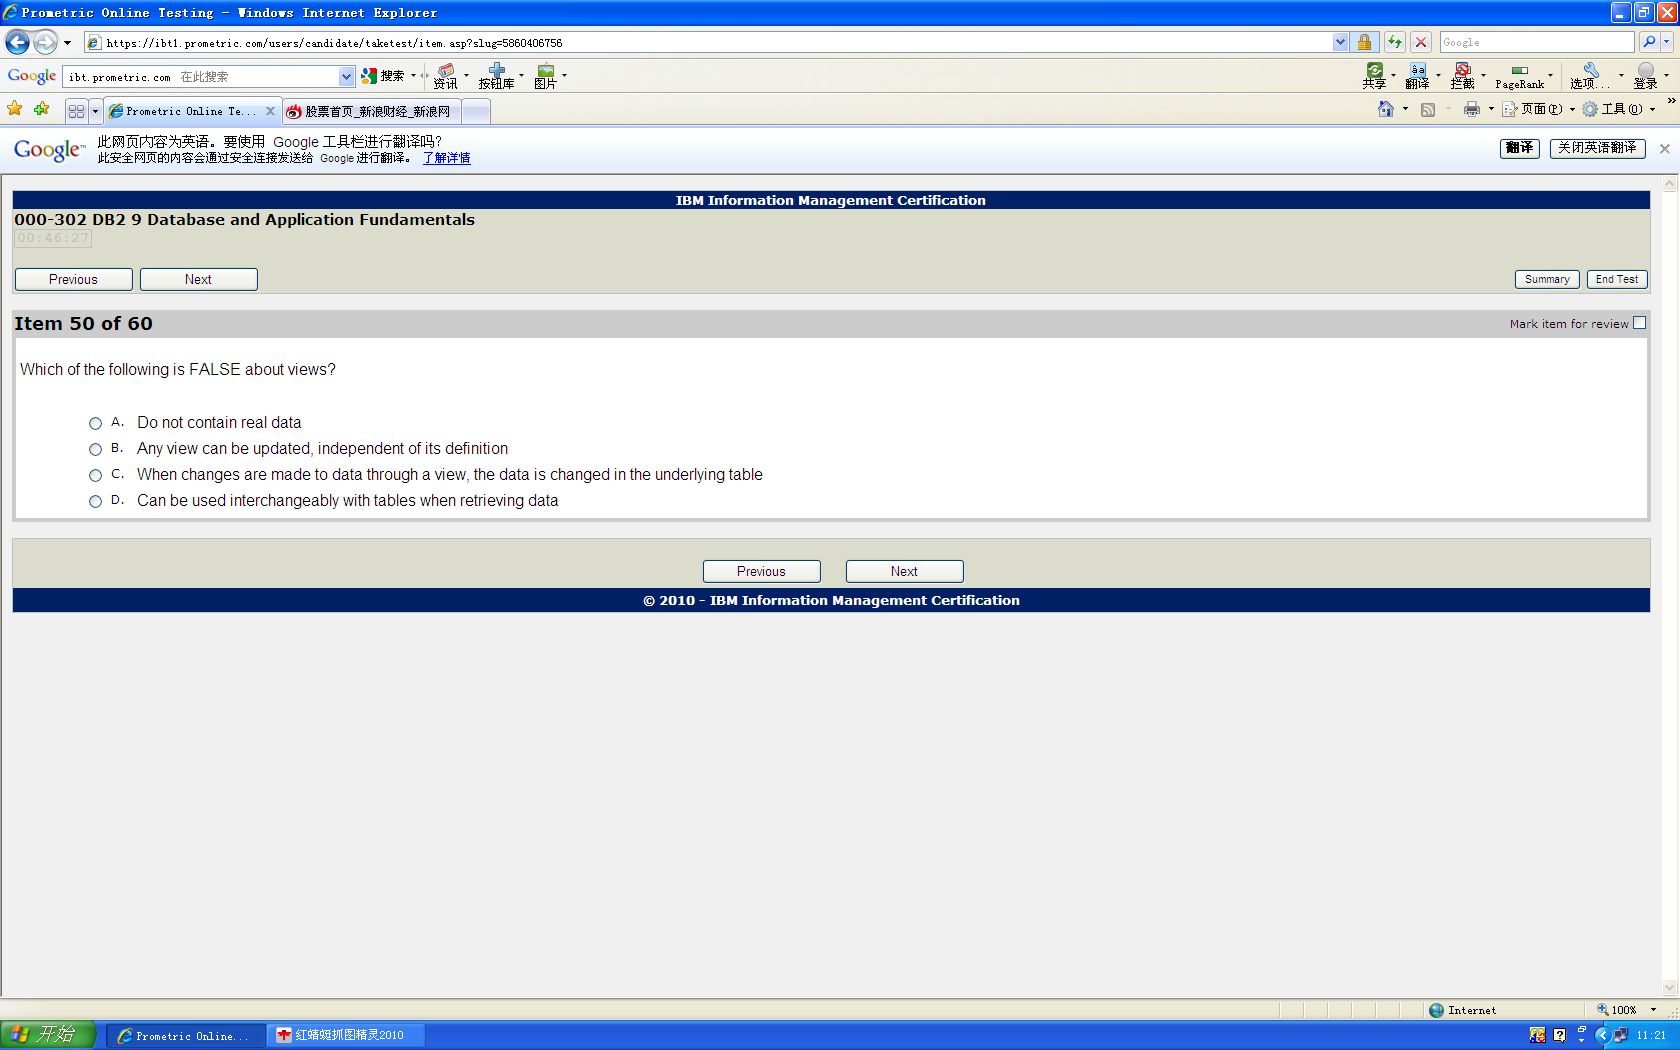 Prometric Online Testing - Windows Internet Explorer
https://ibt1.prometric.com/users/candidate/taketest/item.asp?slug=5860406756
Google
Google ibt.prometric.com 在此搜索 搜索 资讯 按钮库 图片 共享 翻译 拦截 PageRank 选项... 登录
Prometric Online Te... 股票首页_新浪财经_新浪网 页面(P) 工具(O) »
Google™ 此网页内容为英语。要使用 Google 工具栏进行翻译吗? 翻译 关闭英语翻译
此安全网页的内容会通过安全连接发送给 Google 进行翻译。 了解详情
IBM Information Management Certification
000-302 DB2 9 Database and Application Fundamentals
00:46:27
Previous Next Summary End Test
Item 50 of 60 Mark item for review
Which of the following is FALSE about views?
A. Do not contain real data
B. Any view can be updated, independent of its definition
C. When changes are made to data through a view, the data is changed in the underlying table
D. Can be used interchangeably with tables when retrieving data
Previous Next
© 2010 - IBM Information Management Certification
Internet 100%
开始 Prometric Online... 红蜻蜓抓图精灵2010 11:21